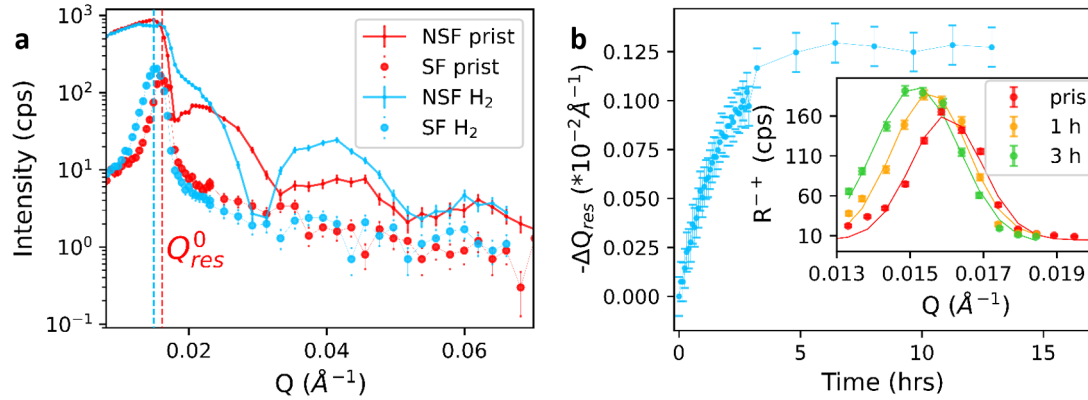 a
Intensity (cps)
10³
10²
10¹
10⁰
10⁻¹
NSF prist
SF prist
NSF H₂
SF H₂
Q⁰res
0.02
0.04
0.06
Q (Å⁻¹)
b
-ΔQres (*10⁻²Å⁻¹)
0.125
0.100
0.075
0.050
0.025
0.000
0
5
10
15
Time (hrs)
R⁻⁺ (cps)
160
110
60
10
pris
1 h
3 h
0.013
0.015
0.017
0.019
Q (Å⁻¹)